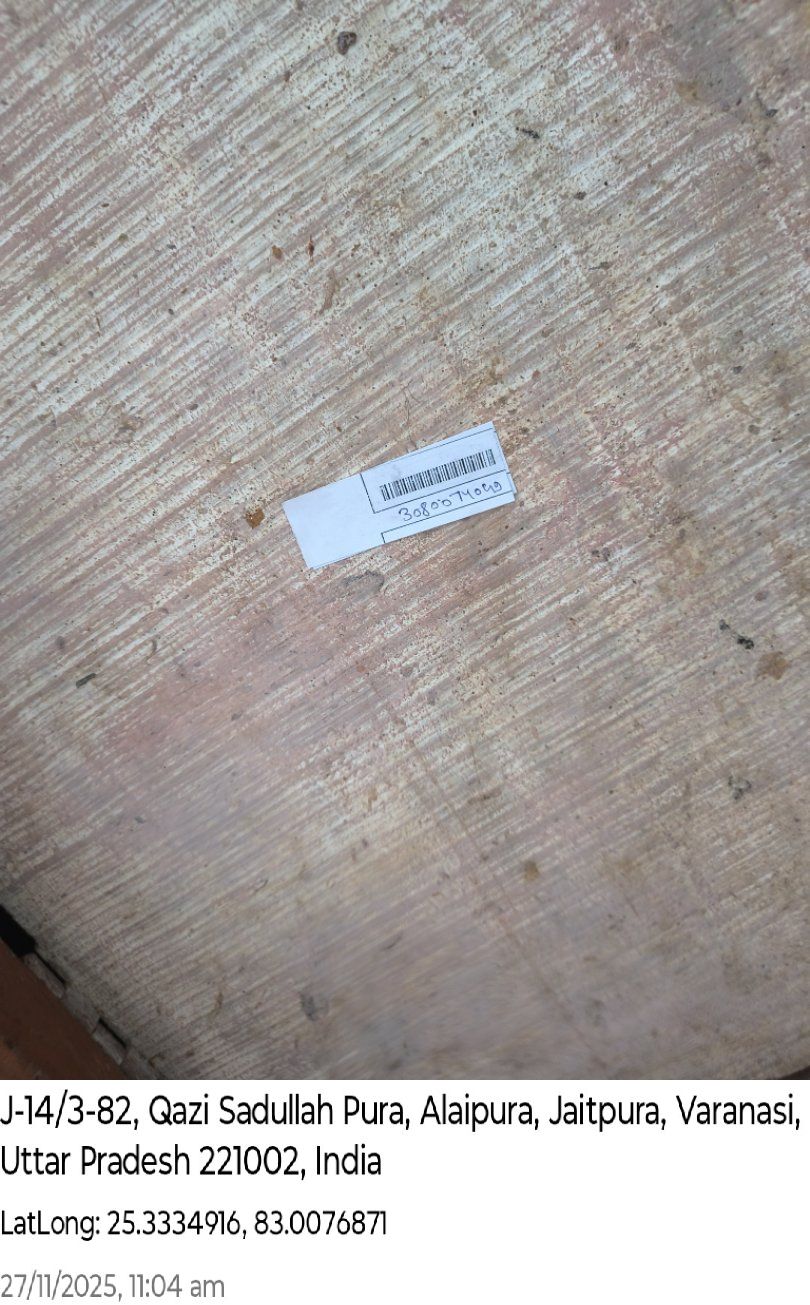 3080074040
J-14/3-82, Qazi Sadullah Pura, Alaipura, Jaitpura, Varanasi,
Uttar Pradesh 221002, India
LatLong: 25.3334916, 83.0076871
27/11/2025, 11:04 am